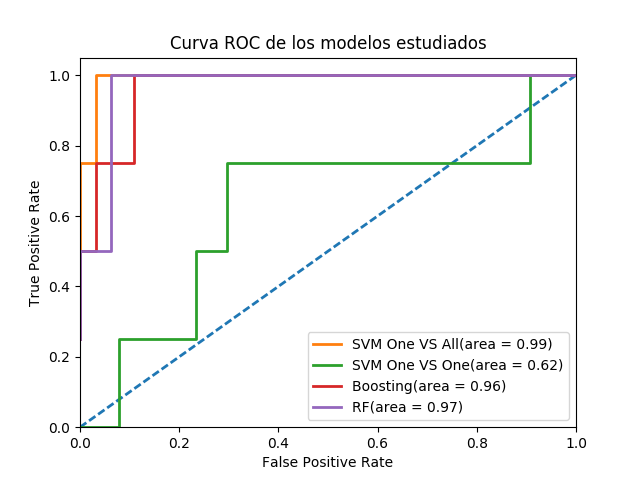 Curva ROC de los modelos estudiados
True Positive Rate
1.0
0.8
0.6
0.4
0.2
0.0
SVM One VS All(area = 0.99)
SVM One VS One(area = 0.62)
Boosting(area = 0.96)
RF(area = 0.97)
0.0 0.2 0.4 0.6 0.8 1.0
False Positive Rate